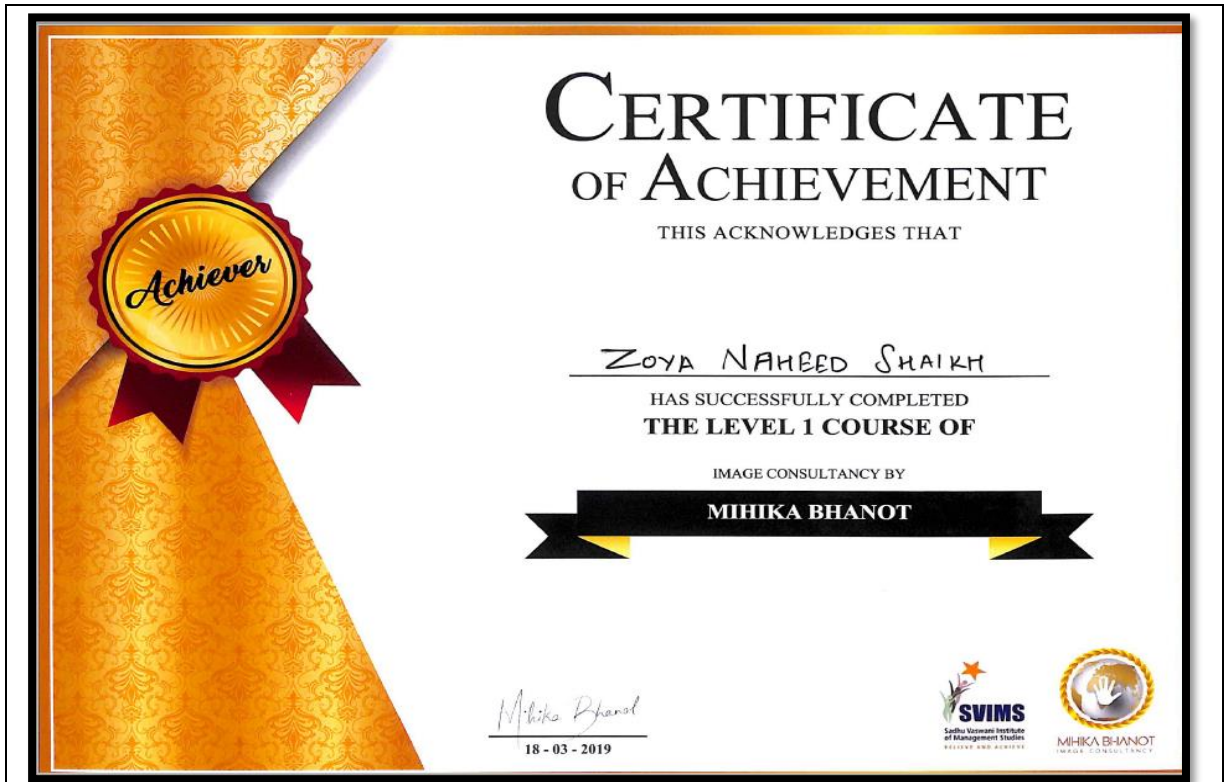 CERTIFICATE
OF ACHIEVEMENT
THIS ACKNOWLEDGES THAT
Achiever
ZOYA NAHEED SHAIKH
HAS SUCCESSFULLY COMPLETED
THE LEVEL 1 COURSE OF
IMAGE CONSULTANCY BY
MIHIKA BHANOT
Mihika Bhanot
18 - 03 - 2019
SVIMS
Sadhu Vaswani Institute
of Management Studies
BELIEVE AND ACHIEVE
MIHIKA BHANOT
IMAGE CONSULTANCY